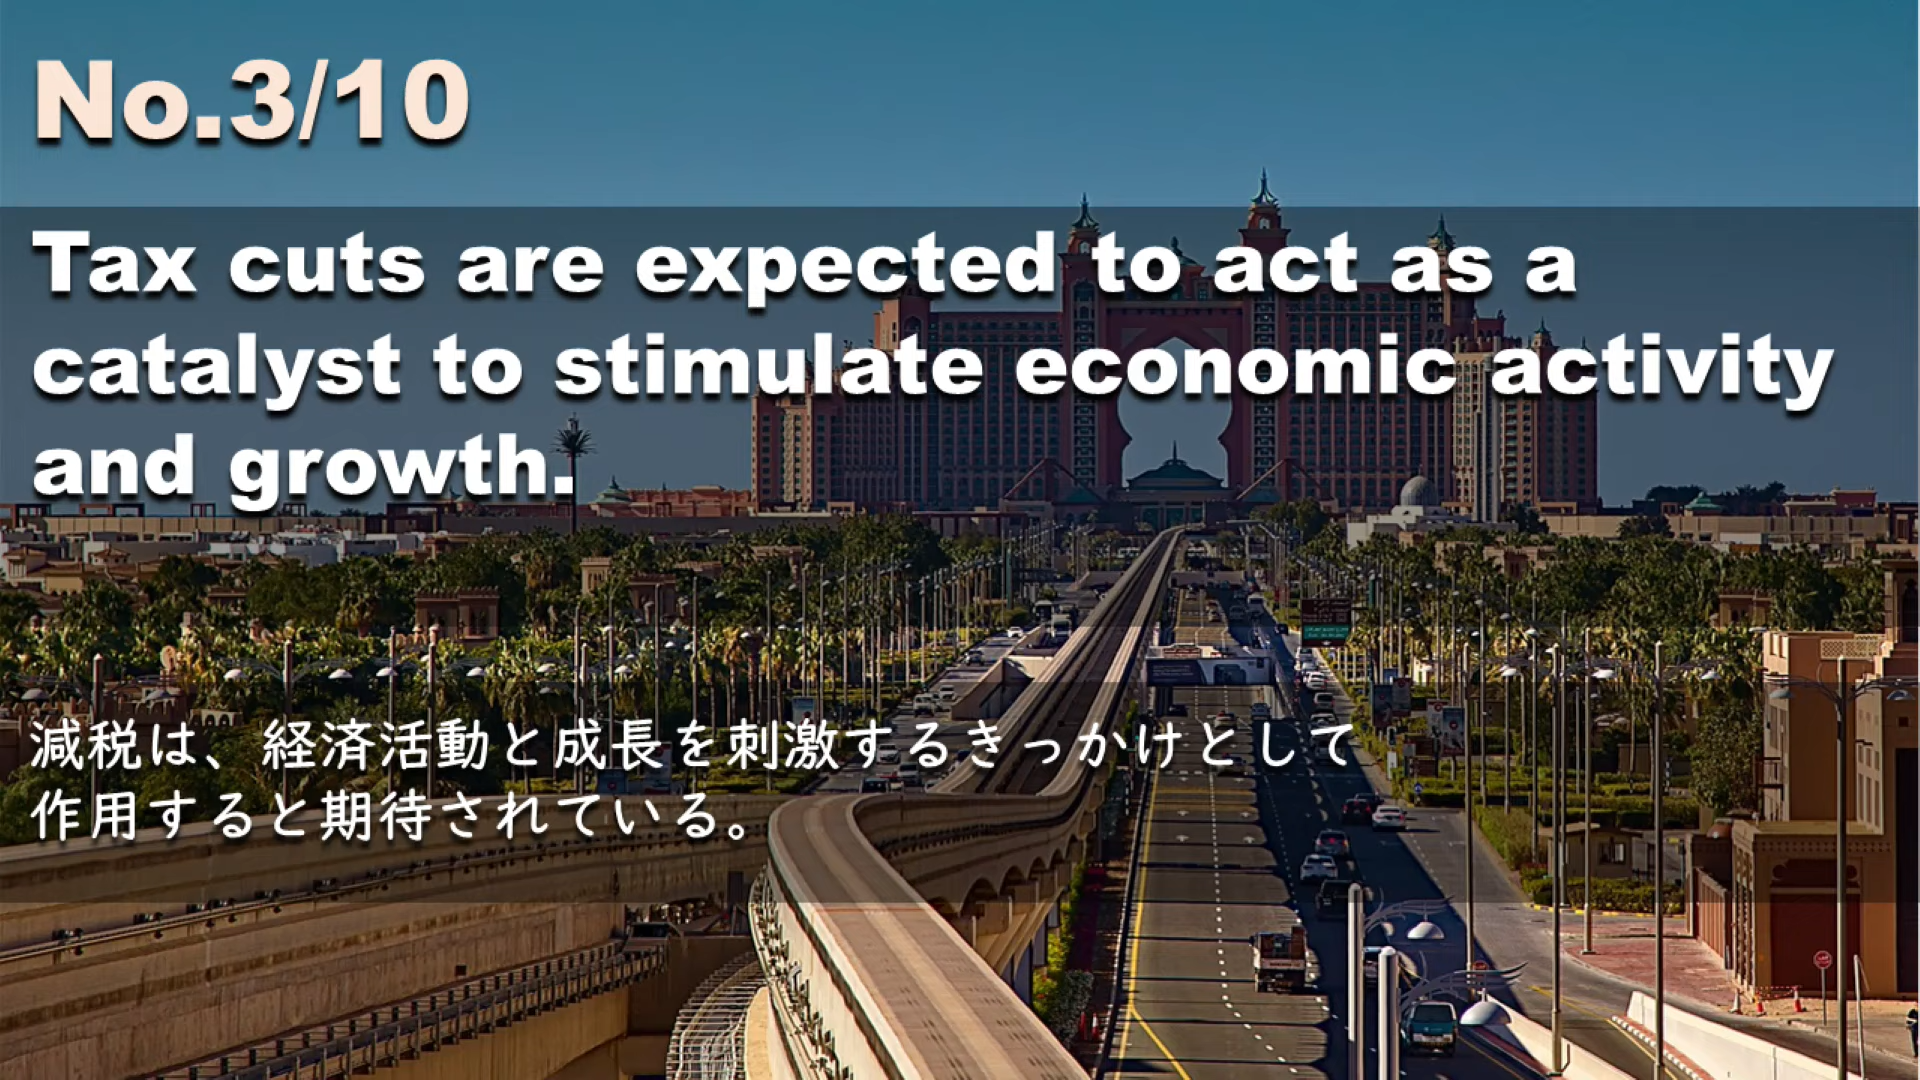 No.3/10
Tax cuts are expected to act as a
catalyst to stimulate economic activity
and growth.
減税は、経済活動と成長を刺激するきっかけとして
作用すると期待されている。